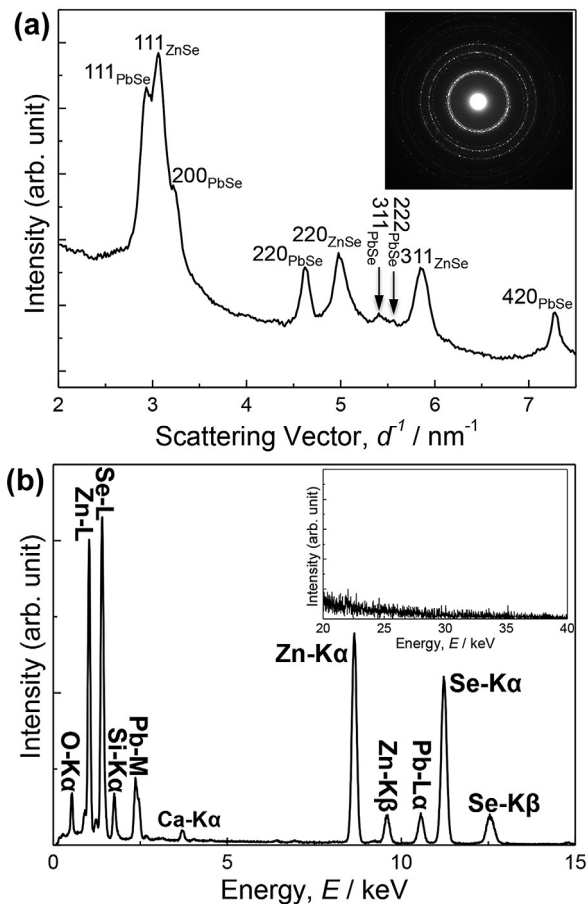 (a)
Intensity (arb. unit)
111PbSe
111ZnSe
200PbSe
220PbSe
220ZnSe
311PbSe
222PbSe
311ZnSe
420PbSe
2 3 4 5 6 7
Scattering Vector, d⁻¹ / nm⁻¹
(b)
Intensity (arb. unit)
O-Kα
Zn-L
Se-L
Si-Kα
Pb-M
Ca-Kα
Zn-Kα
Zn-Kβ
Pb-Lα
Se-Kα
Se-Kβ
Intensity (arb. unit)
20 25 30 35 40
Energy, E / keV
0 5 10 15
Energy, E / keV